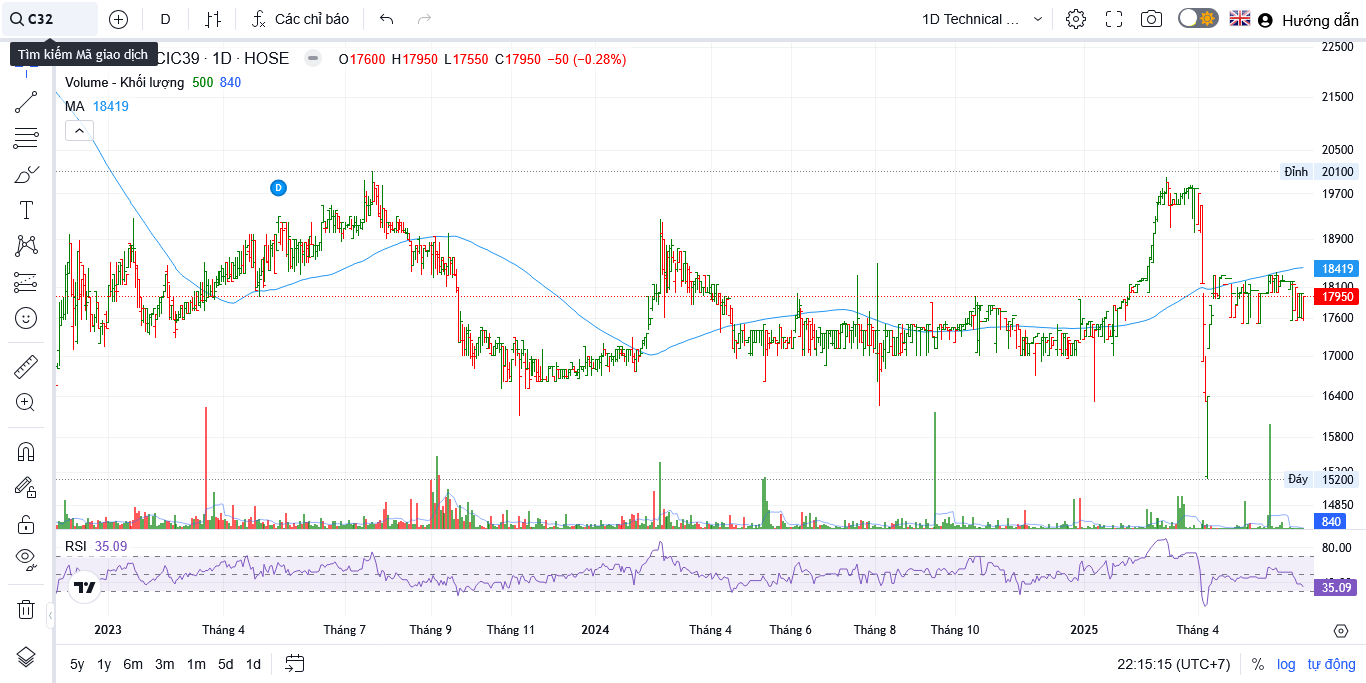 C32
D
Các chỉ báo
1D Technical ...
Hướng dẫn
Tìm kiếm Mã giao dịch
CIC39 · 1D · HOSE
O17600 H17950 L17550 C17950 −50 (−0.28%)
Volume - Khối lượng 500 840
MA 18419
22500
21500
20500
D
Đỉnh 20100
19700
18900
18419
18100
17950
17600
17000
16400
15800
15200
Đáy 15200
14850
840
RSI 35.09
80.00
35.09
2023 Tháng 4 Tháng 7 Tháng 9 Tháng 11 2024 Tháng 4 Tháng 6 Tháng 8 Tháng 10 2025 Tháng 4
5y 1y 6m 3m 1m 5d 1d
22:15:15 (UTC+7) % log tự động